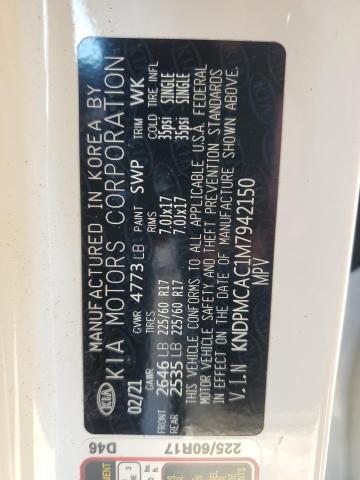 MANUFACTURED IN KOREA BY
KIA MOTORS CORPORATION
KIA
02/21 GVWR 4773 LB PAINT SWP TRIM WK
GAWR TIRES RIMS COLD TIRE INFL
FRONT 2646 LB 225/60 R17 7.0JX17 35psi SINGLE
REAR 2535 LB 225/60 R17 7.0JX17 35psi SINGLE
THIS VEHICLE CONFORMS TO ALL APPLICABLE U.S.A. FEDERAL
MOTOR VEHICLE SAFETY AND THEFT PREVENTION STANDARDS
IN EFFECT ON THE DATE OF MANUFACTURE SHOWN ABOVE.
V.I.N KNDPMCAC1M7942150
MPV
D46 225/60R17